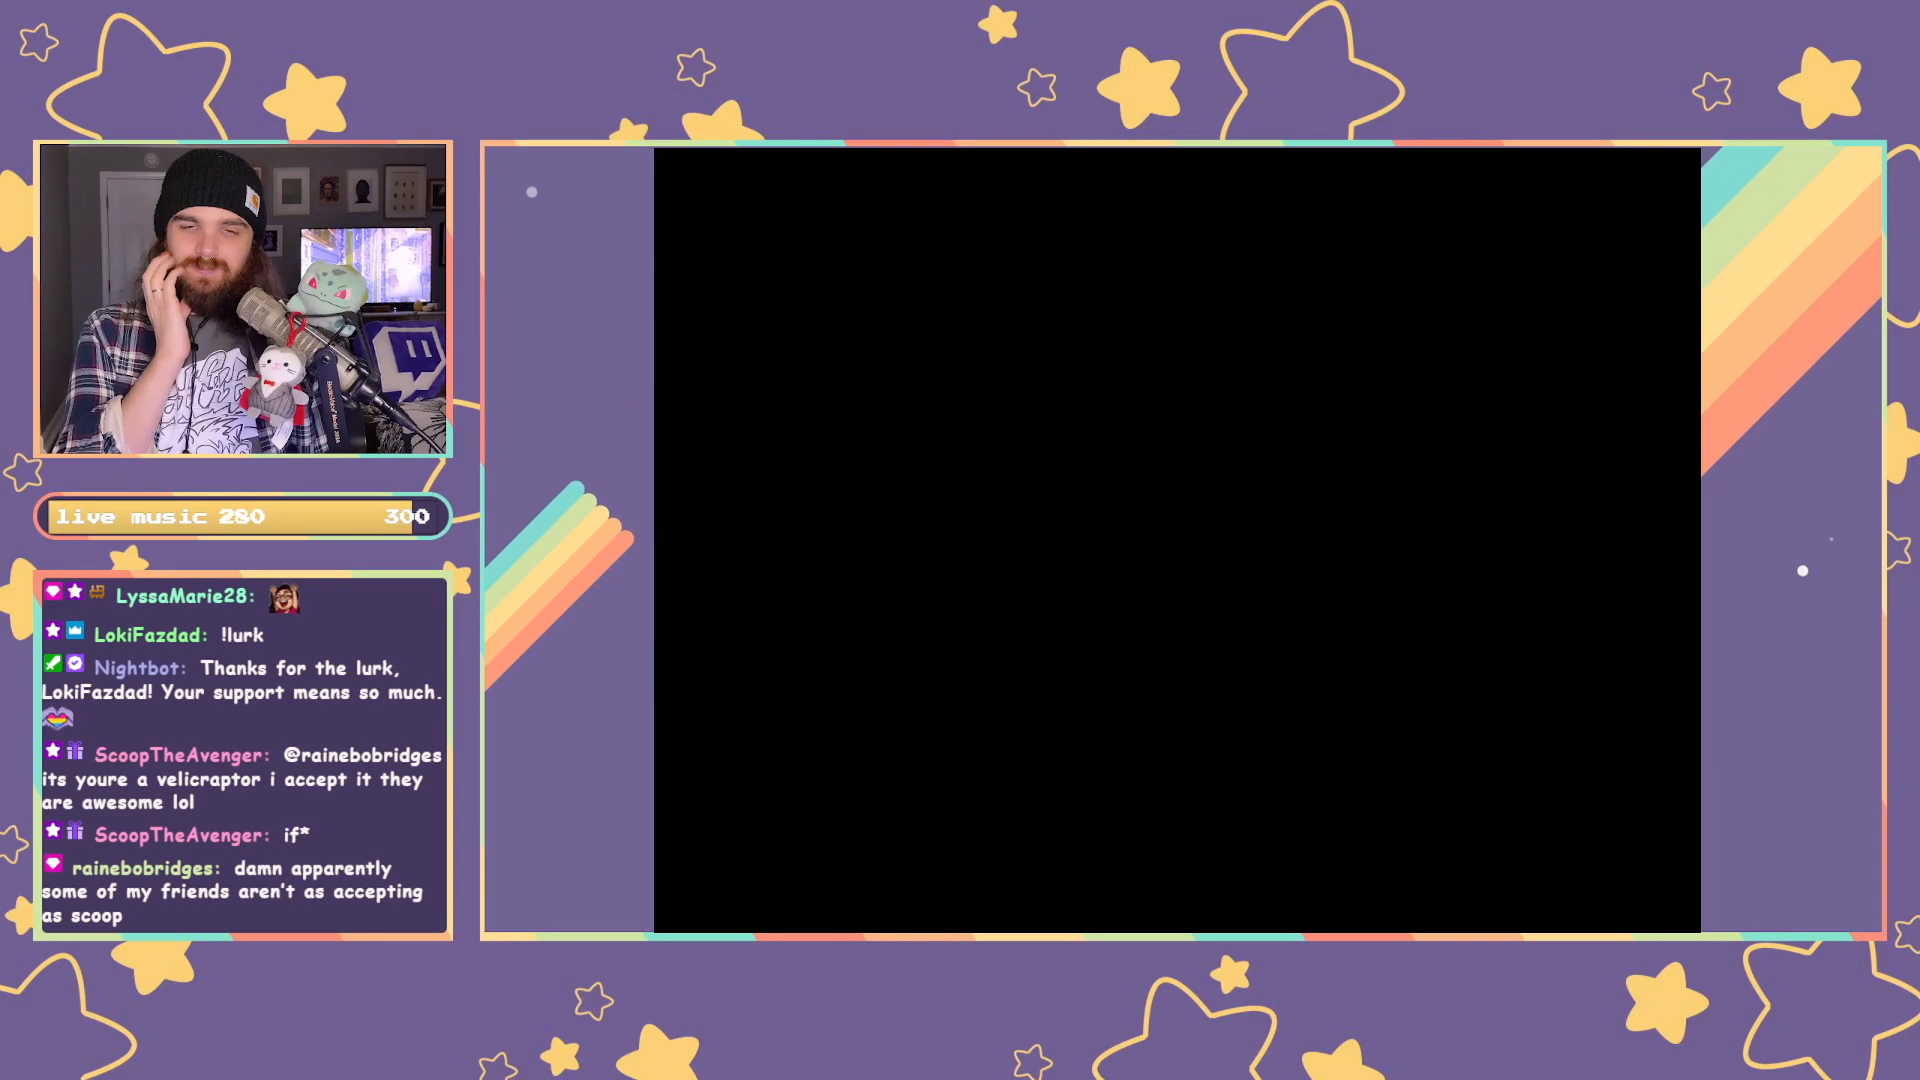 live music 280 300
LyssaMarie28:
LokiFazdad: !lurk
Nightbot: Thanks for the lurk,
LokiFazdad! Your support means so much.
ScoopTheAvenger: @rainebobridges
its youre a velicraptor i accept it they
are awesome lol
ScoopTheAvenger: if*
rainebobridges: damn apparently
some of my friends aren't as accepting
as scoop